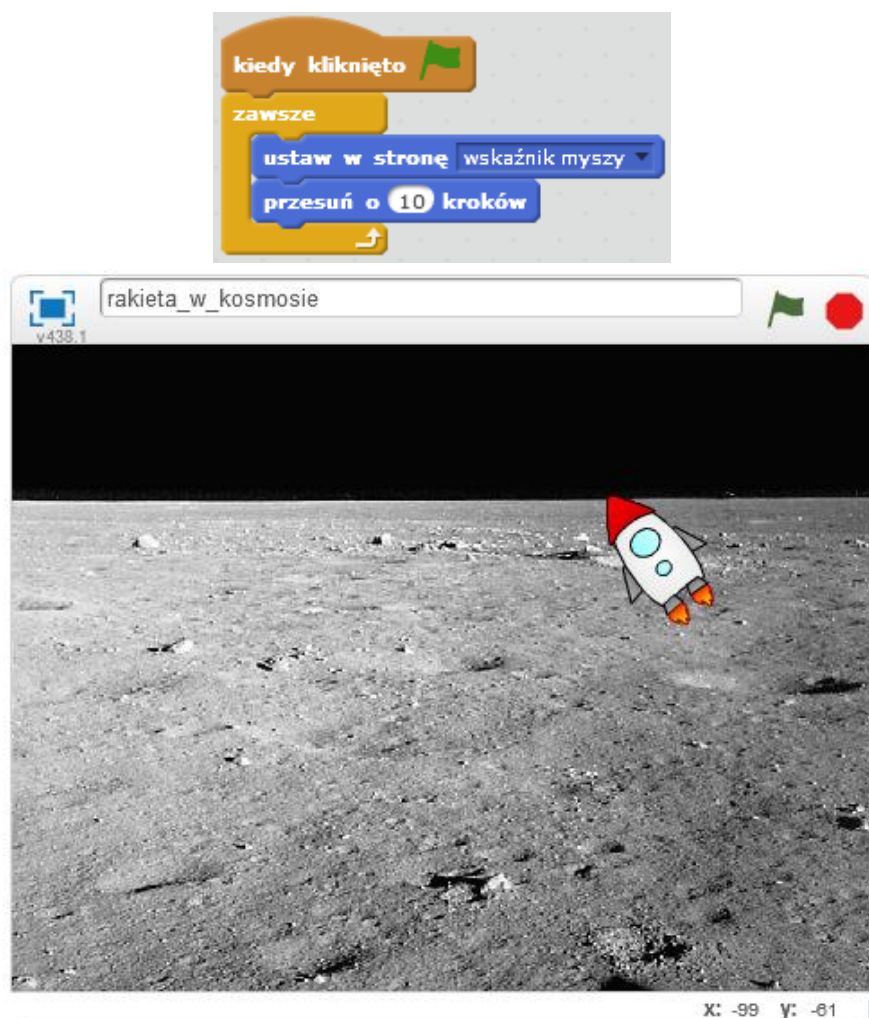 kiedy kliknięto
zawsze
ustaw w stronę wskaźnik myszy
przesuń o 10 kroków
rakieta_w_kosmosie
v438.1
X: -99 y: -61